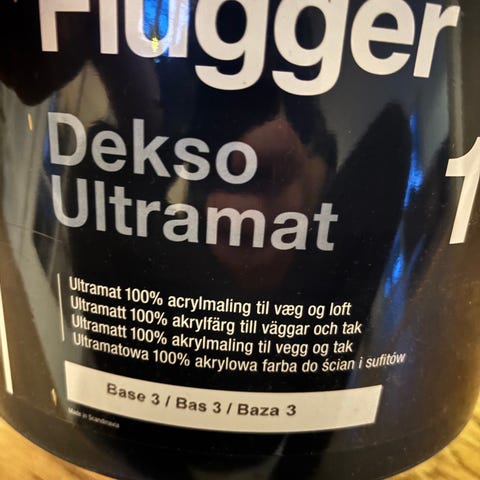 Flügger
Dekso
1
Ultramat
Ultramat 100% acrylmaling til væg og loft
Ultramatt 100% akrylfärg till väggar och tak
Ultramatt 100% akrylmaling til vegg og tak
Ultramatowa 100% akrylowa farba do ścian i sufitów
Base 3 / Bas 3 / Baza 3
Made in Scandinavia